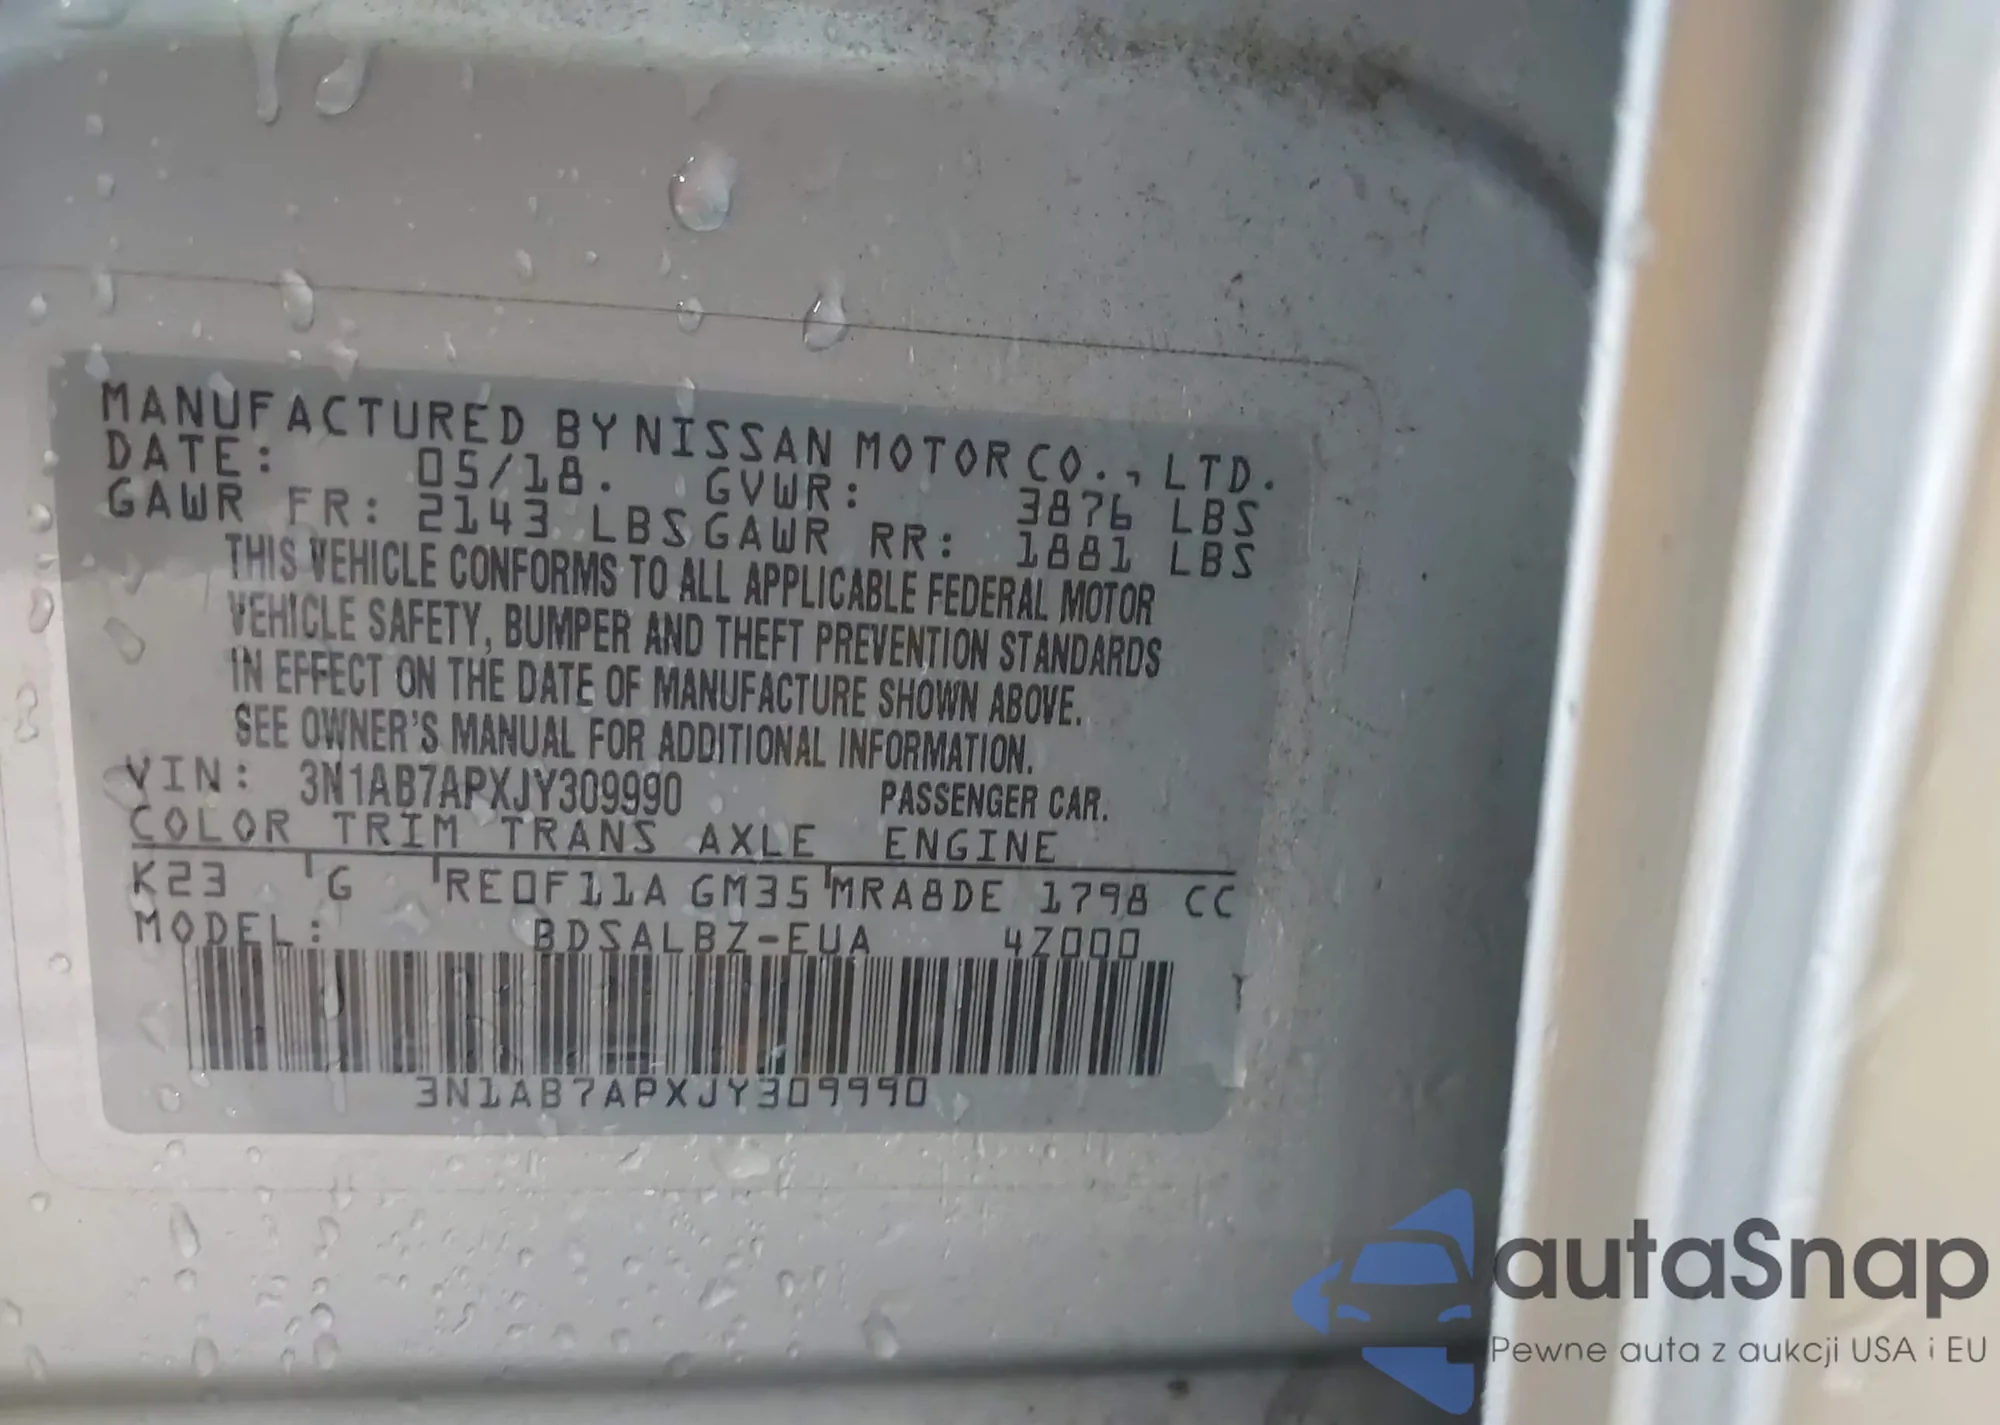 MANUFACTURED BY NISSAN MOTOR CO., LTD.
DATE: 05/18. GVWR: 3876 LBS
GAWR FR: 2143 LBS GAWR RR: 1881 LBS
THIS VEHICLE CONFORMS TO ALL APPLICABLE FEDERAL MOTOR
VEHICLE SAFETY, BUMPER AND THEFT PREVENTION STANDARDS
IN EFFECT ON THE DATE OF MANUFACTURE SHOWN ABOVE.
SEE OWNER'S MANUAL FOR ADDITIONAL INFORMATION.
VIN: 3N1AB7APXJY309990 PASSENGER CAR.
COLOR TRIM TRANS AXLE ENGINE
K23 G RE0F11A GM35 MRA8DE 1798 CC
MODEL: BDSALBZ-EUA 4Z000
3N1AB7APXJY309990
autaSnap
Pewne auta z aukcji USA i EU